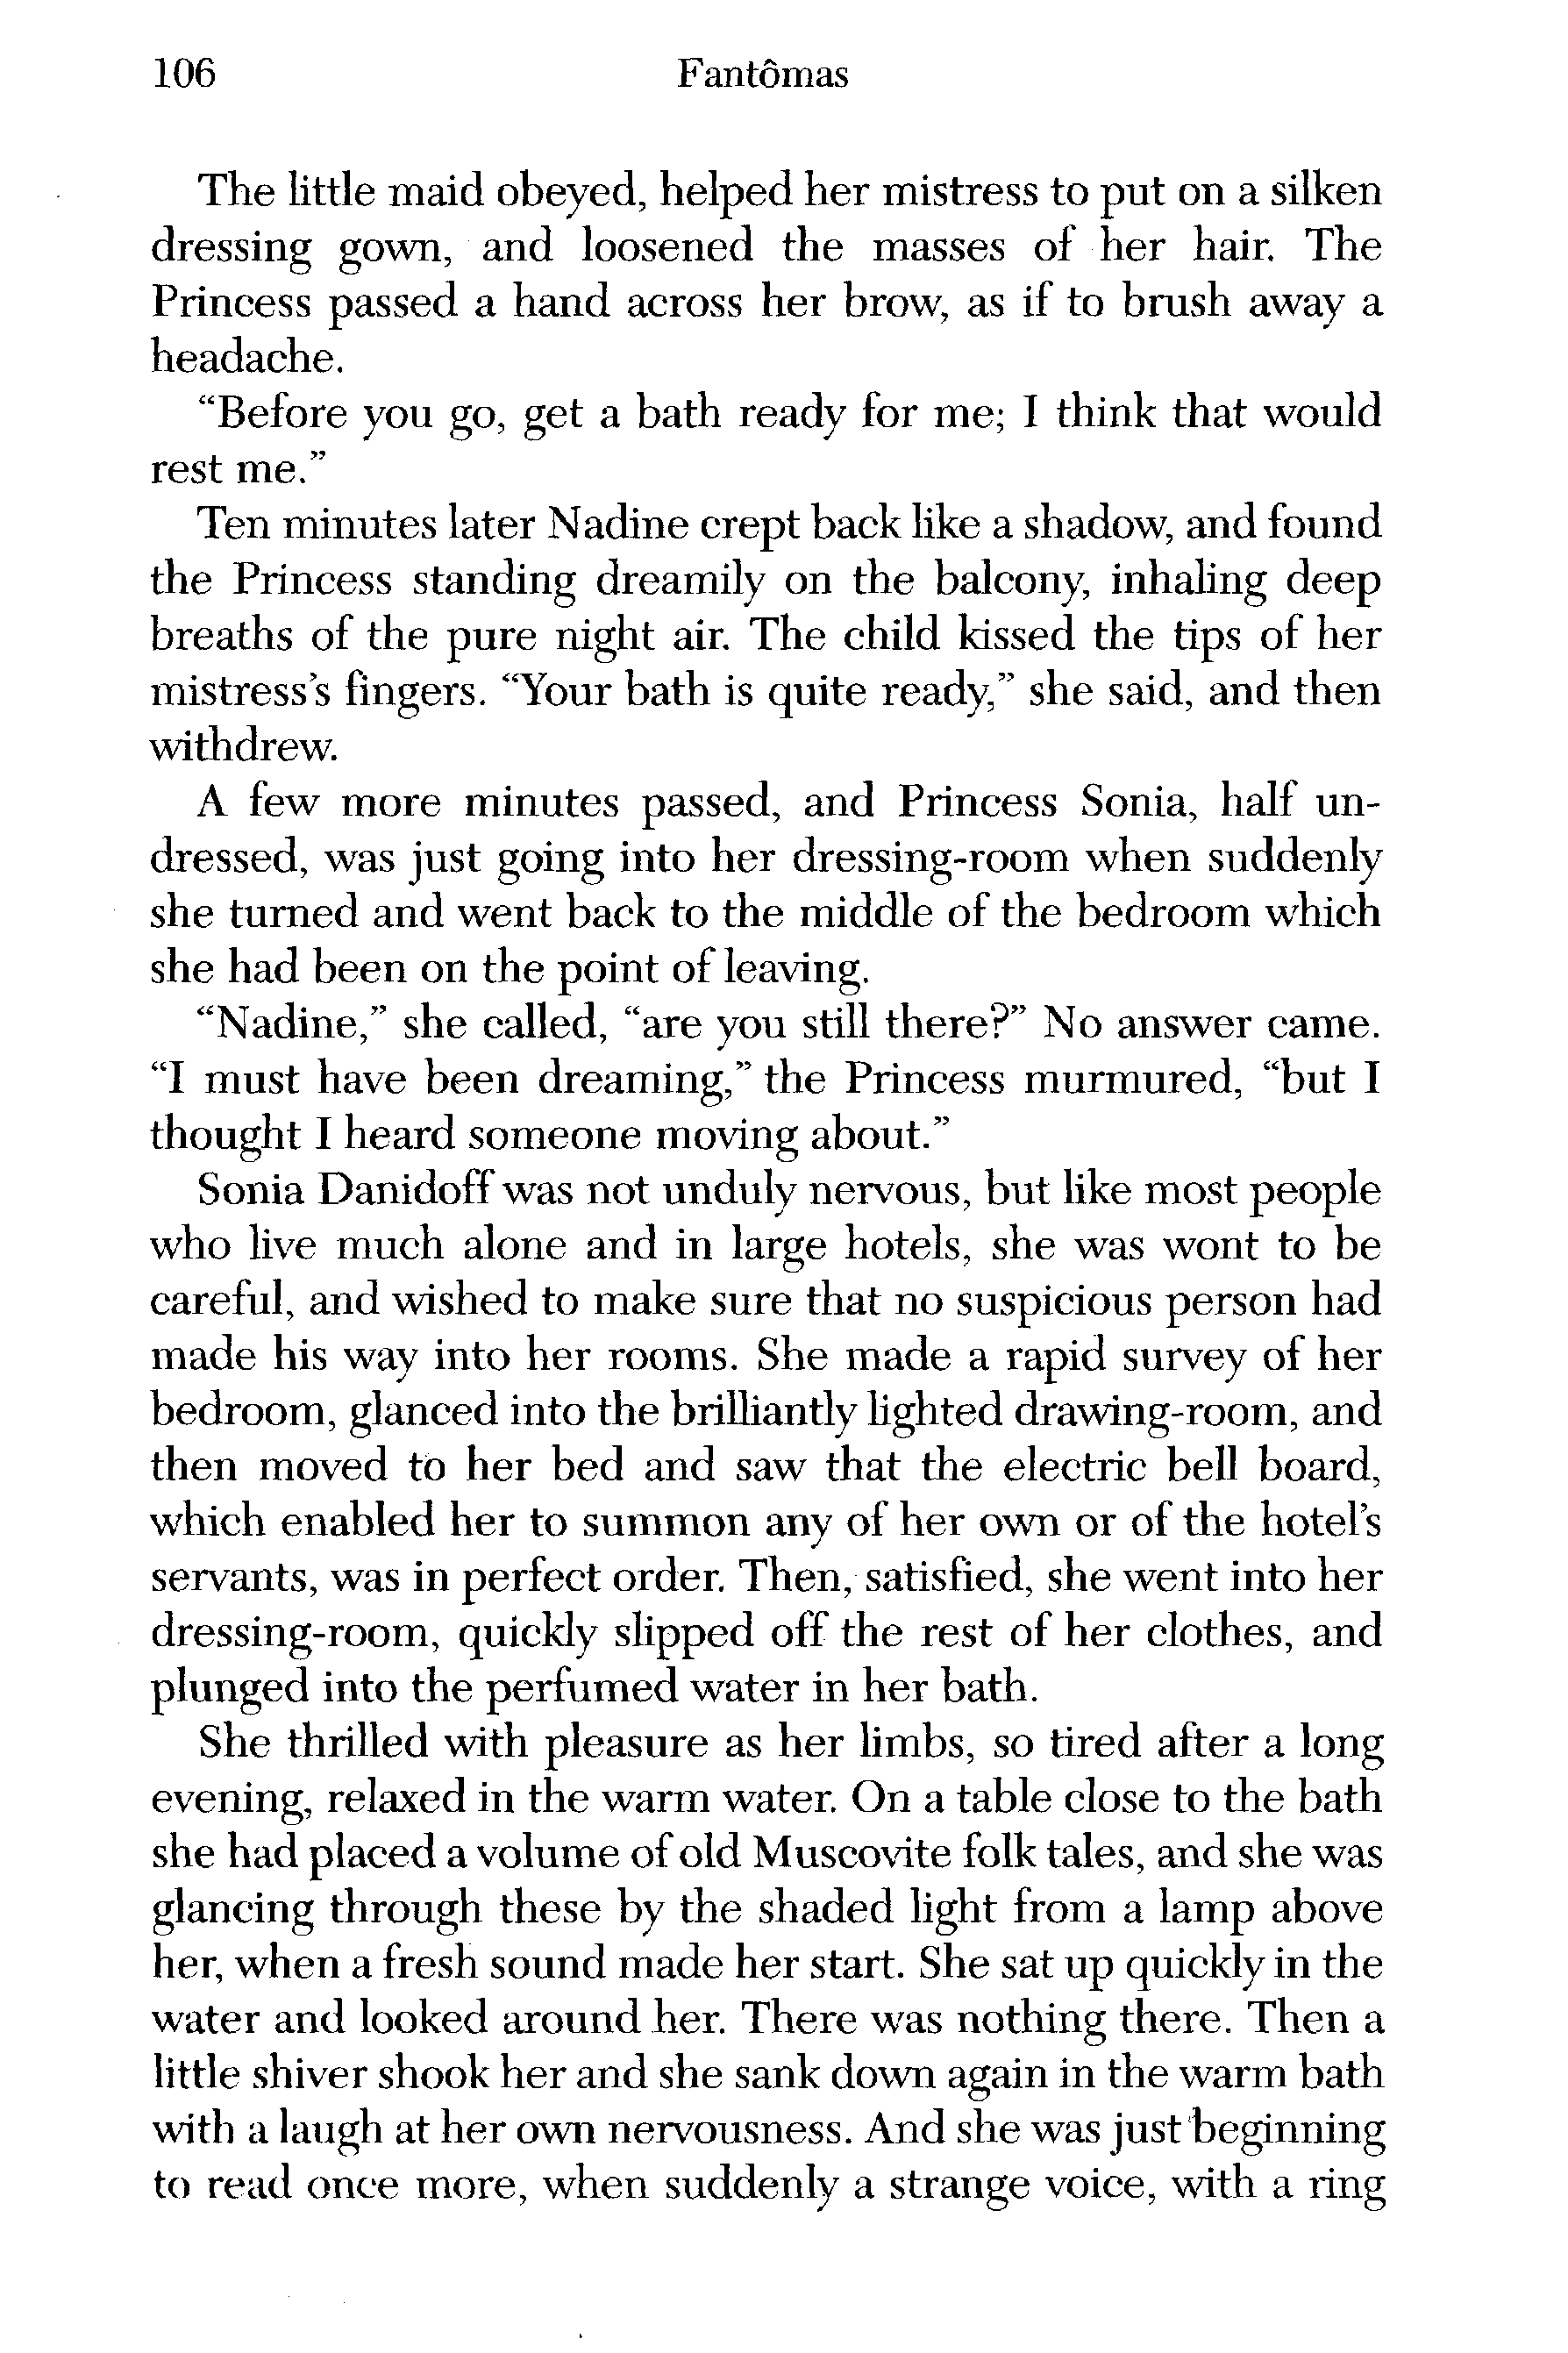 106 Fantômas
The little maid obeyed, helped her mistress to put on a silken
dressing gown, and loosened the masses of her hair. The
Princess passed a hand across her brow, as if to brush away a
headache.
“Before you go, get a bath ready for me; I think that would
rest me.”
Ten minutes later Nadine crept back like a shadow, and found
the Princess standing dreamily on the balcony, inhaling deep
breaths of the pure night air. The child kissed the tips of her
mistress’s fingers. “Your bath is quite ready,” she said, and then
withdrew.
A few more minutes passed, and Princess Sonia, half un-
dressed, was just going into her dressing-room when suddenly
she turned and went back to the middle of the bedroom which
she had been on the point of leaving.
“Nadine,” she called, “are you still there?” No answer came.
“I must have been dreaming,” the Princess murmured, “but I
thought I heard someone moving about.”
Sonia Danidoff was not unduly nervous, but like most people
who live much alone and in large hotels, she was wont to be
careful, and wished to make sure that no suspicious person had
made his way into her rooms. She made a rapid survey of her
bedroom, glanced into the brilliantly lighted drawing-room, and
then moved to her bed and saw that the electric bell board,
which enabled her to summon any of her own or of the hotel’s
servants, was in perfect order. Then, satisfied, she went into her
dressing-room, quickly slipped off the rest of her clothes, and
plunged into the perfumed water in her bath.
She thrilled with pleasure as her limbs, so tired after a long
evening, relaxed in the warm water. On a table close to the bath
she had placed a volume of old Muscovite folk tales, and she was
glancing through these by the shaded light from a lamp above
her, when a fresh sound made her start. She sat up quickly in the
water and looked around her. There was nothing there. Then a
little shiver shook her and she sank down again in the warm bath
with a laugh at her own nervousness. And she was just beginning
to read once more, when suddenly a strange voice, with a ring